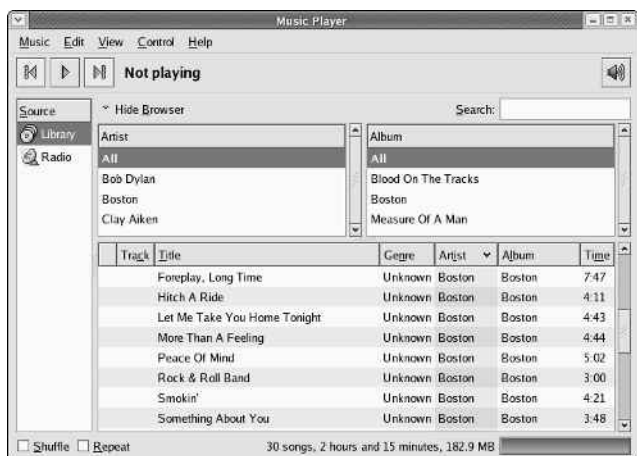 Music Player
Music Edit View Control Help
Not playing
Source
Library
Radio
Hide Browser Search:
Artist
All
Bob Dylan
Boston
Clay Aiken
Album
All
Blood On The Tracks
Boston
Measure Of A Man
Track Title Genre Artist Album Time
Foreplay, Long Time Unknown Boston Boston 7:47
Hitch A Ride Unknown Boston Boston 4:11
Let Me Take You Home Tonight Unknown Boston Boston 4:43
More Than A Feeling Unknown Boston Boston 4:44
Peace Of Mind Unknown Boston Boston 5:02
Rock & Roll Band Unknown Boston Boston 3:00
Smokin' Unknown Boston Boston 4:21
Something About You Unknown Boston Boston 3:48
Shuffle Repeat 30 songs, 2 hours and 15 minutes, 182.9 MB